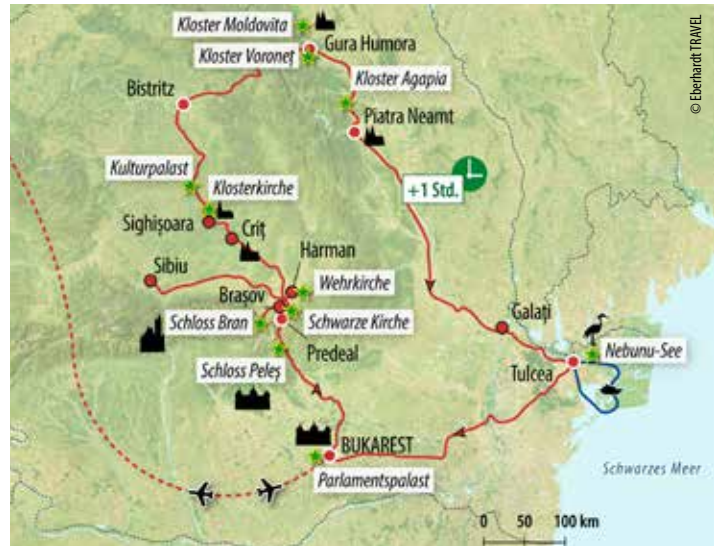 © Eberhardt TRAVEL
Kloster Moldovita
Gura Humora
Kloster Voroneț
Kloster Agapia
Bistritz
Piatra Neamt
Kulturpalast
Klosterkirche
+1 Std.
Sighișoara
Criț
Harman
Sibiu
Wehrkirche
Brașov
Galați
Schloss Bran
Schwarze Kirche
Nebunu-See
Predeal
Tulcea
Schloss Peleș
BUKAREST
Schwarzes Meer
Parlamentspalast
0 50 100 km